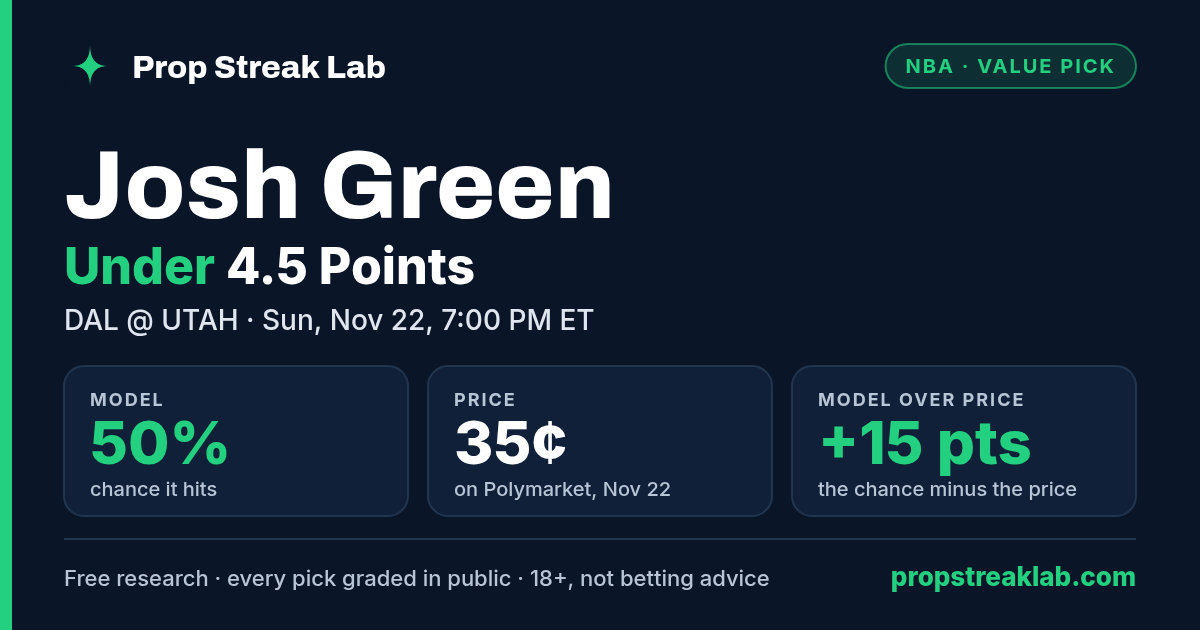 Prop Streak Lab
NBA · VALUE PICK
Josh Green
Under 4.5 Points
DAL @ UTAH · Sun, Nov 22, 7:00 PM ET
MODEL
50%
chance it hits
PRICE
35¢
on Polymarket, Nov 22
MODEL OVER PRICE
+15 pts
the chance minus the price
Free research · every pick graded in public · 18+, not betting advice
propstreaklab.com